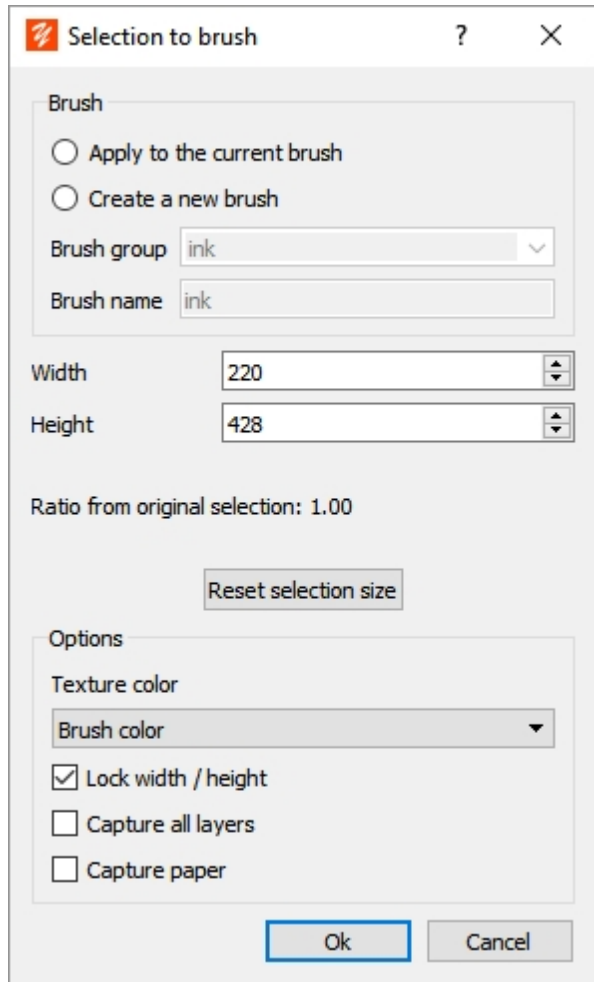 Selection to brush ?
Brush
Apply to the current brush
Create a new brush
Brush group ink
Brush name ink
Width 220
Height 428
Ratio from original selection: 1.00
Reset selection size
Options
Texture color
Brush color
Lock width / height
Capture all layers
Capture paper
Ok Cancel